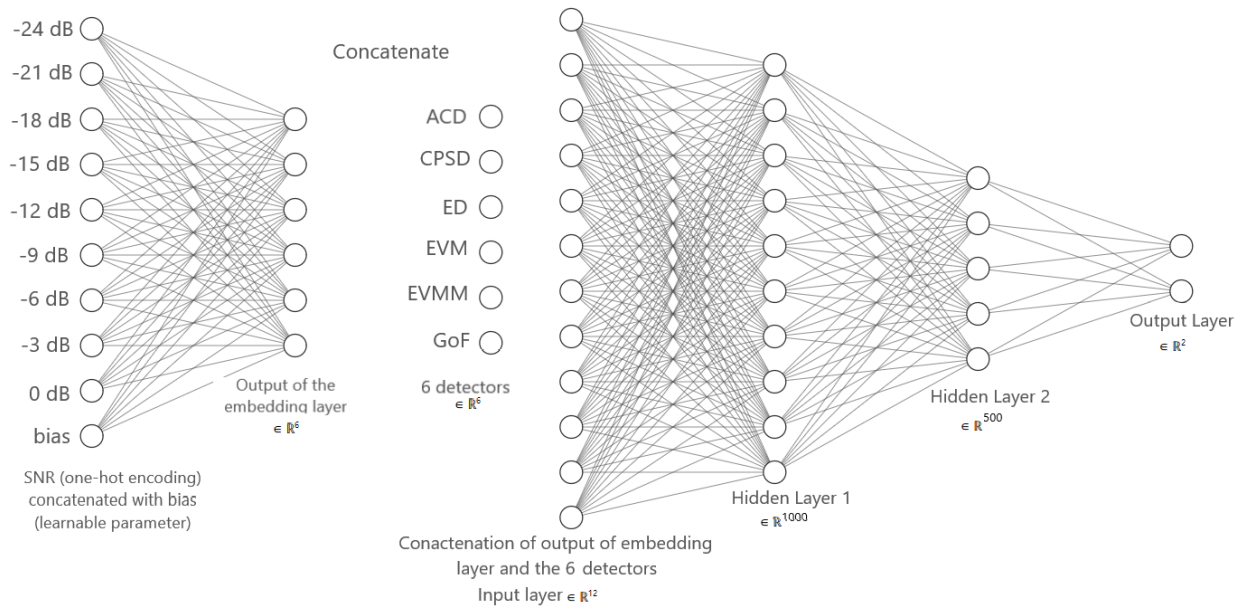 -24 dB
-21 dB
-18 dB
-15 dB
-12 dB
-9 dB
-6 dB
-3 dB
0 dB
bias
SNR (one-hot encoding)
concatenated with bias
(learnable parameter)
Output of the
embedding layer
∈ ℝ⁶
Concatenate
ACD
CPSD
ED
EVM
EVMM
GoF
6 detectors
∈ ℝ⁶
Conactenation of output of embedding
layer and the 6 detectors
Input layer ∈ ℝ¹²
Hidden Layer 1
∈ ℝ¹⁰⁰⁰
Hidden Layer 2
∈ ℝ⁵⁰⁰
Output Layer
∈ ℝ²